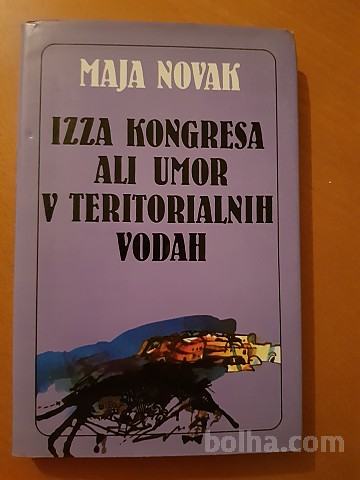 MAJA NOVAK
IZZA KONGRESA
ALI UMOR
V TERITORIALNIH
VODAH
bolha.com